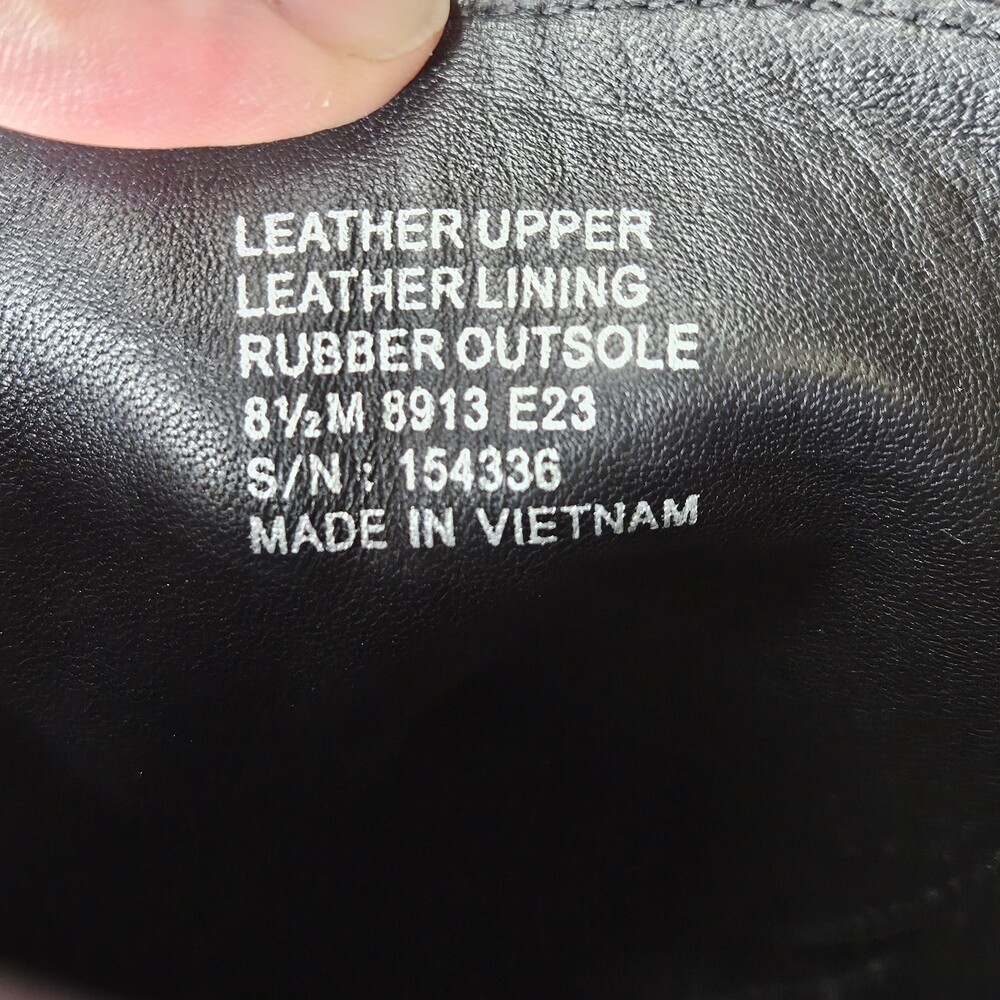 LEATHER UPPER
LEATHER LINING
RUBBER OUTSOLE
8½M 8913 E23
S/N : 154336
MADE IN VIETNAM